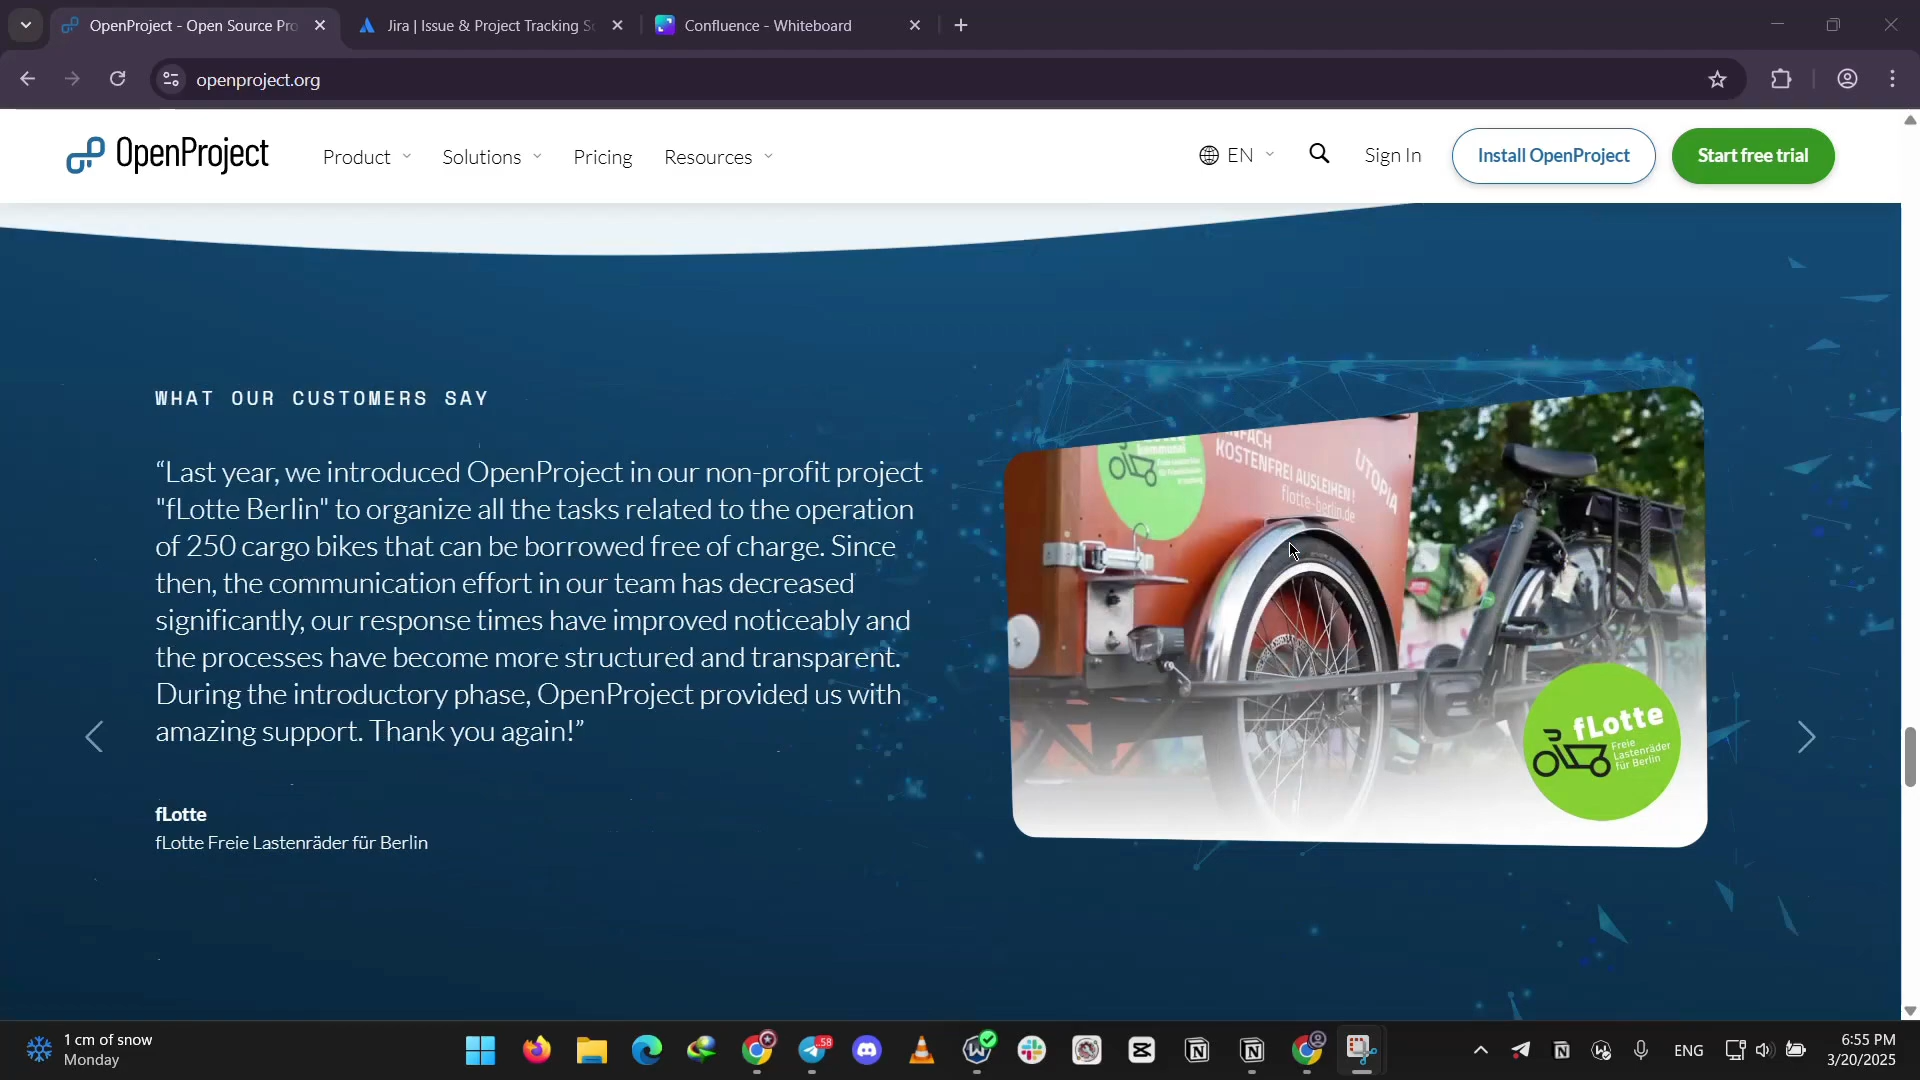 OpenProject - Open Source Pro
Jira | Issue & Project Tracking S
Confluence - Whiteboard
openproject.org
OpenProject
Product
Solutions
Pricing
Resources
EN
Sign In
Install OpenProject
Start free trial
WHAT OUR CUSTOMERS SAY
“Last year, we introduced OpenProject in our non-profit project
"fLotte Berlin" to organize all the tasks related to the operation
of 250 cargo bikes that can be borrowed free of charge. Since
then, the communication effort in our team has decreased
significantly, our response times have improved noticeably and
the processes have become more structured and transparent.
During the introductory phase, OpenProject provided us with
amazing support. Thank you again!”
fLotte
fLotte Freie Lastenräder für Berlin
kommunal
KOSTENFREI AUSLEIHEN!
flotte-berlin.de
UTOPIA
fLotte
Freie
Lastenräder
für Berlin
1 cm of snow
Monday
58
ENG
6:55 PM
3/20/2025